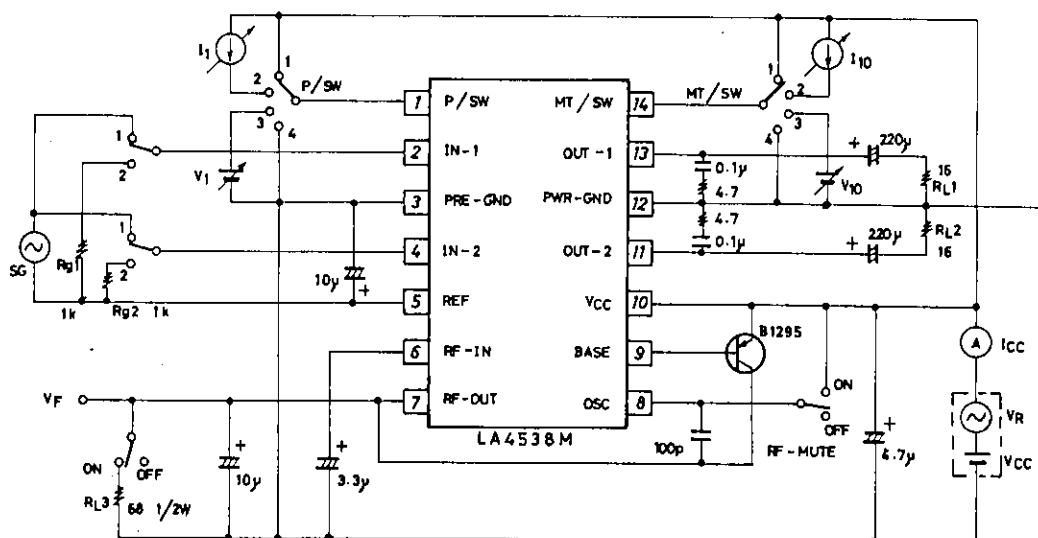 I1
1
2
P/SW
3
4
V1
1
2
1
2
SG
Rg1
1k
Rg2 1k
10μ
+
1 P/SW
2 IN-1
3 PRE-GND
4 IN-2
5 REF
6 RF-IN
7 RF-OUT
MT/SW 14
OUT-1 13
PWR-GND 12
OUT-2 11
VCC 10
BASE 9
OSC 8
LA4538M
MT/SW
1
2
3
4
I10
V10
0.1μ
4.7
4.7
0.1μ
+ 220μ
16
RL1
RL2
16
+ 220μ
B1295
ON
OFF
RF-MUTE
100p
+
4.7μ
A ICC
VR
VCC
VF
ON OFF
RL3 68 1/2W
+
10μ
+
3.3μ